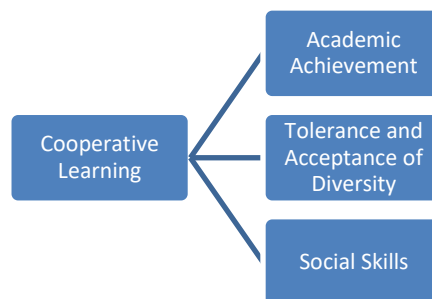 Academic
Achievement
Cooperative
Learning
Tolerance and
Acceptance of
Diversity
Social Skills